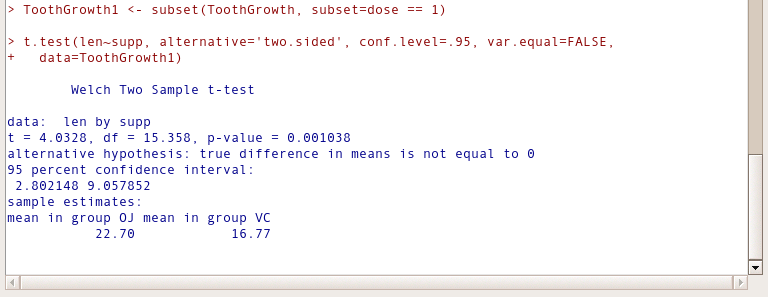 > ToothGrowth1 <- subset(ToothGrowth, subset=dose == 1)
> t.test(len~supp, alternative='two.sided', conf.level=.95, var.equal=FALSE,
+   data=ToothGrowth1)
Welch Two Sample t-test
data:  len by supp
t = 4.0328, df = 15.358, p-value = 0.001038
alternative hypothesis: true difference in means is not equal to 0
95 percent confidence interval:
2.802148 9.057852
sample estimates:
mean in group OJ mean in group VC
22.70            16.77